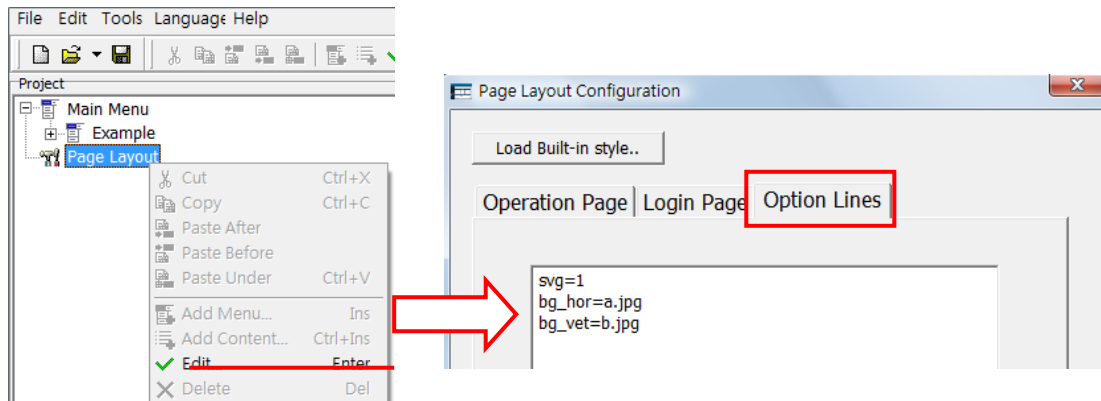 File Edit Tools Language Help
Project
Main Menu
Example
Page Layout
Cut Ctrl+X
Copy Ctrl+C
Paste After
Paste Before
Paste Under Ctrl+V
Add Menu... Ins
Add Content... Ctrl+Ins
Edit Enter
Delete Del
Page Layout Configuration
Load Built-in style..
Operation Page Login Page Option Lines
svg=1
bg_hor=a.jpg
bg_vet=b.jpg